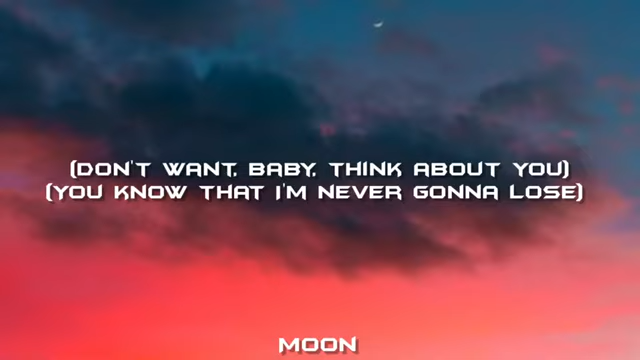 (DON'T WANT, BABY, THINK ABOUT YOU)
(YOU KNOW THAT I'M NEVER GONNA LOSE)
MOON